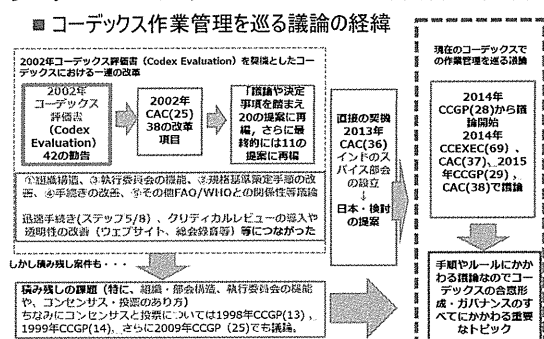 ■ コーデックス作業管理を巡る議論の経緯
2002年コーデックス評価書（Codex Evaluation）を契機としたコー
デックスにおける一連の改革
2002年
コーデックス
評価書
（Codex
Evaluation）
42の勧告
2002年
CAC(25)
38の改革
項目
「議論や決定
事項を踏まえ
20の提案に再
編，さらに最
終的には11の
提案に再編
①組織構造、②執行委員会の機能、③規格基準策定手順の改
善、④手続きの改善、⑤その他FAO/WHOとの関係性等議論
迅速手続き(ステップ5/8）、クリティカルレビューの導入や
透明性の改善（ウェブサイト、総会録音等）等につながった
しかし積み残し案件も・・・
積み残しの課題（特に、組織・部会構造、執行委員会の機能
や、コンセンサス・投票のあり方）
ちなみにコンセンサスと投票については1998年CCGP(13)，
1999年CCGP(14)、さらに2009年CCGP（25)でも議論。
直接の契機
2013年
CAC(36)
インドのス
パイス部会
の設立
↓
日本・検討
の提案
現在のコーデックスで
の作業管理を巡る議論
2014年
CCGP(28)から議
論開始
2014年
CCEXEC(69)、
CAC(37)、2015
年CCGP(29)、
CAC(38)で議論
手順やルールにかか
わる議論なのでコー
デックスの合意形
成・ガバナンスのす
べてにかかわる重要
なトピック